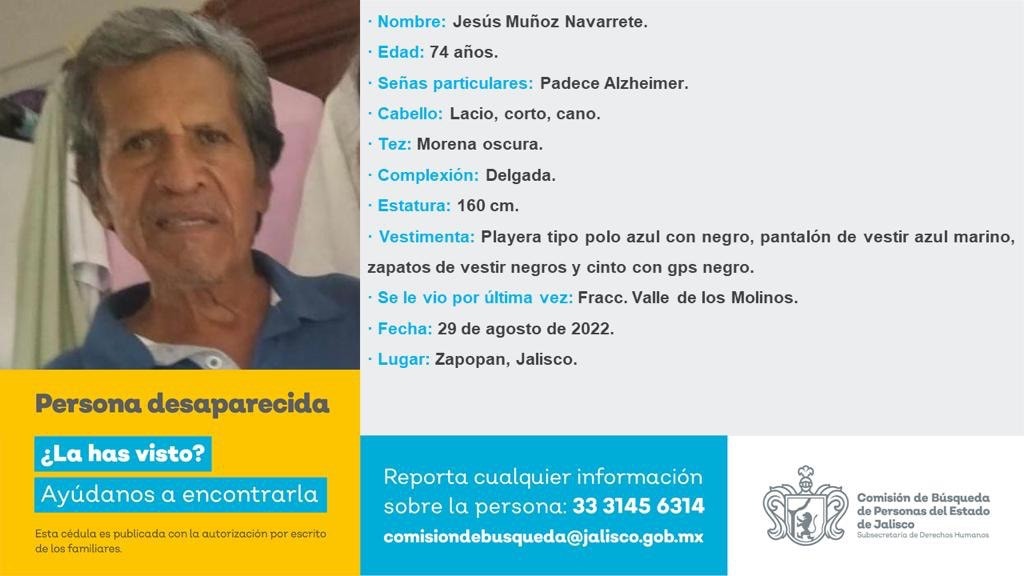 · Nombre: Jesús Muñoz Navarrete.
· Edad: 74 años.
· Señas particulares: Padece Alzheimer.
· Cabello: Lacio, corto, cano.
· Tez: Morena oscura.
· Complexión: Delgada.
· Estatura: 160 cm.
· Vestimenta: Playera tipo polo azul con negro, pantalón de vestir azul marino,
zapatos de vestir negros y cinto con gps negro.
· Se le vio por última vez: Fracc. Valle de los Molinos.
· Fecha: 29 de agosto de 2022.
· Lugar: Zapopan, Jalisco.
Persona desaparecida
¿La has visto?
Ayúdanos a encontrarla
Esta cédula es publicada con la autorización por escrito
de los familiares.
Reporta cualquier información
sobre la persona: 33 3145 6314
comisiondebusqueda@jalisco.gob.mx
Comisión de Búsqueda
de Personas del Estado
de Jalisco
Subsecretaría de Derechos Humanos